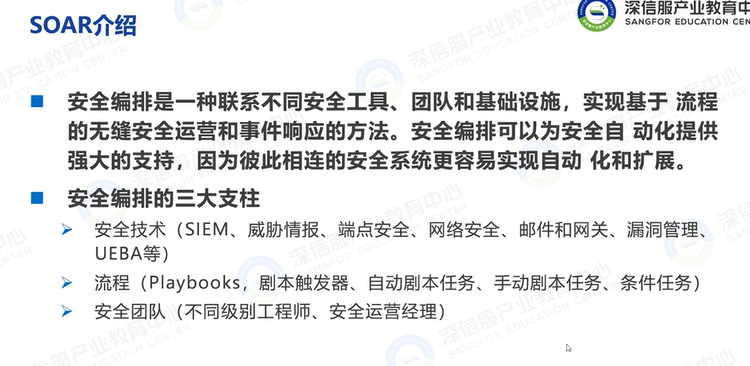 SOAR介绍
深信服产业教育中
SANGFOR EDUCATION CEN
安全编排是一种联系不同安全工具、团队和基础设施，实现基于 流程
的无缝安全运营和事件响应的方法。安全编排可以为安全自 动化提供
强大的支持，因为彼此相连的安全系统更容易实现自动 化和扩展。
安全编排的三大支柱
安全技术（SIEM、威胁情报、端点安全、网络安全、邮件和网关、漏洞管理、
UEBA等）
流程（Playbooks，剧本触发器、自动剧本任务、手动剧本任务、条件任务）
安全团队（不同级别工程师、安全运营经理）